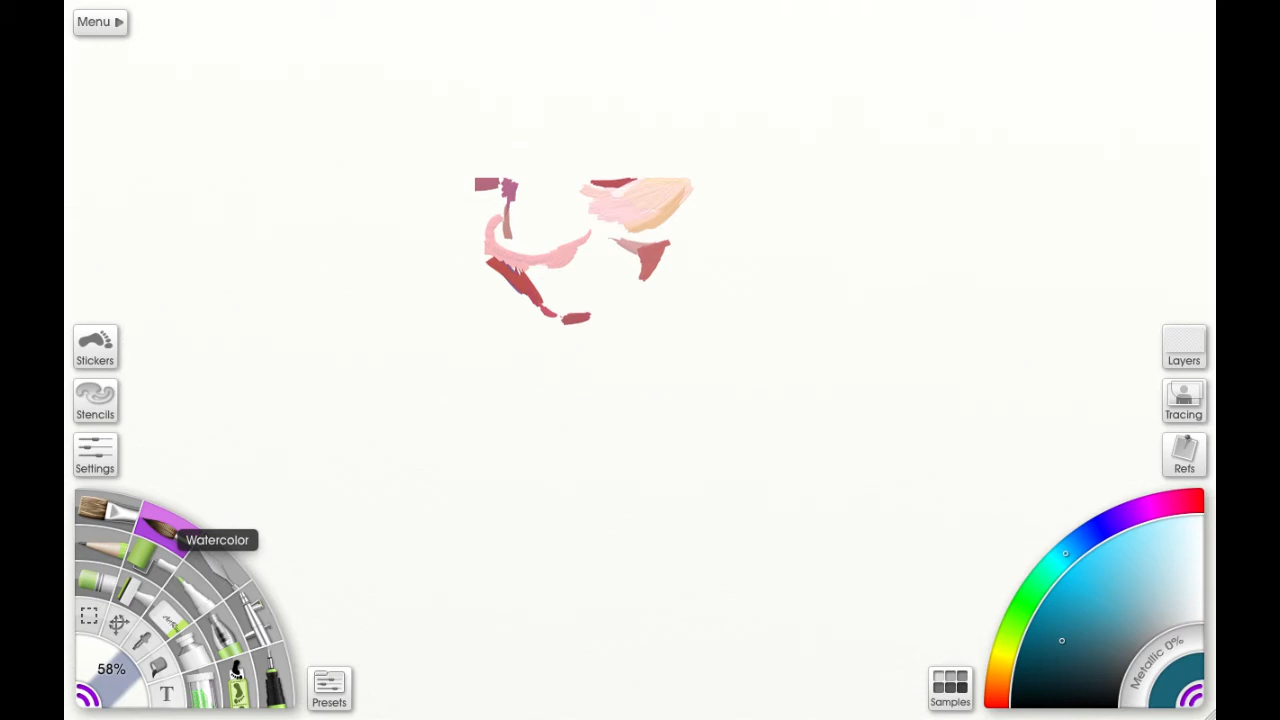 Menu
Stickers
Layers
Stencils
Tracing
Settings
Refs
Watercolor
Metallic 0%
58%
T
Presets
Samples